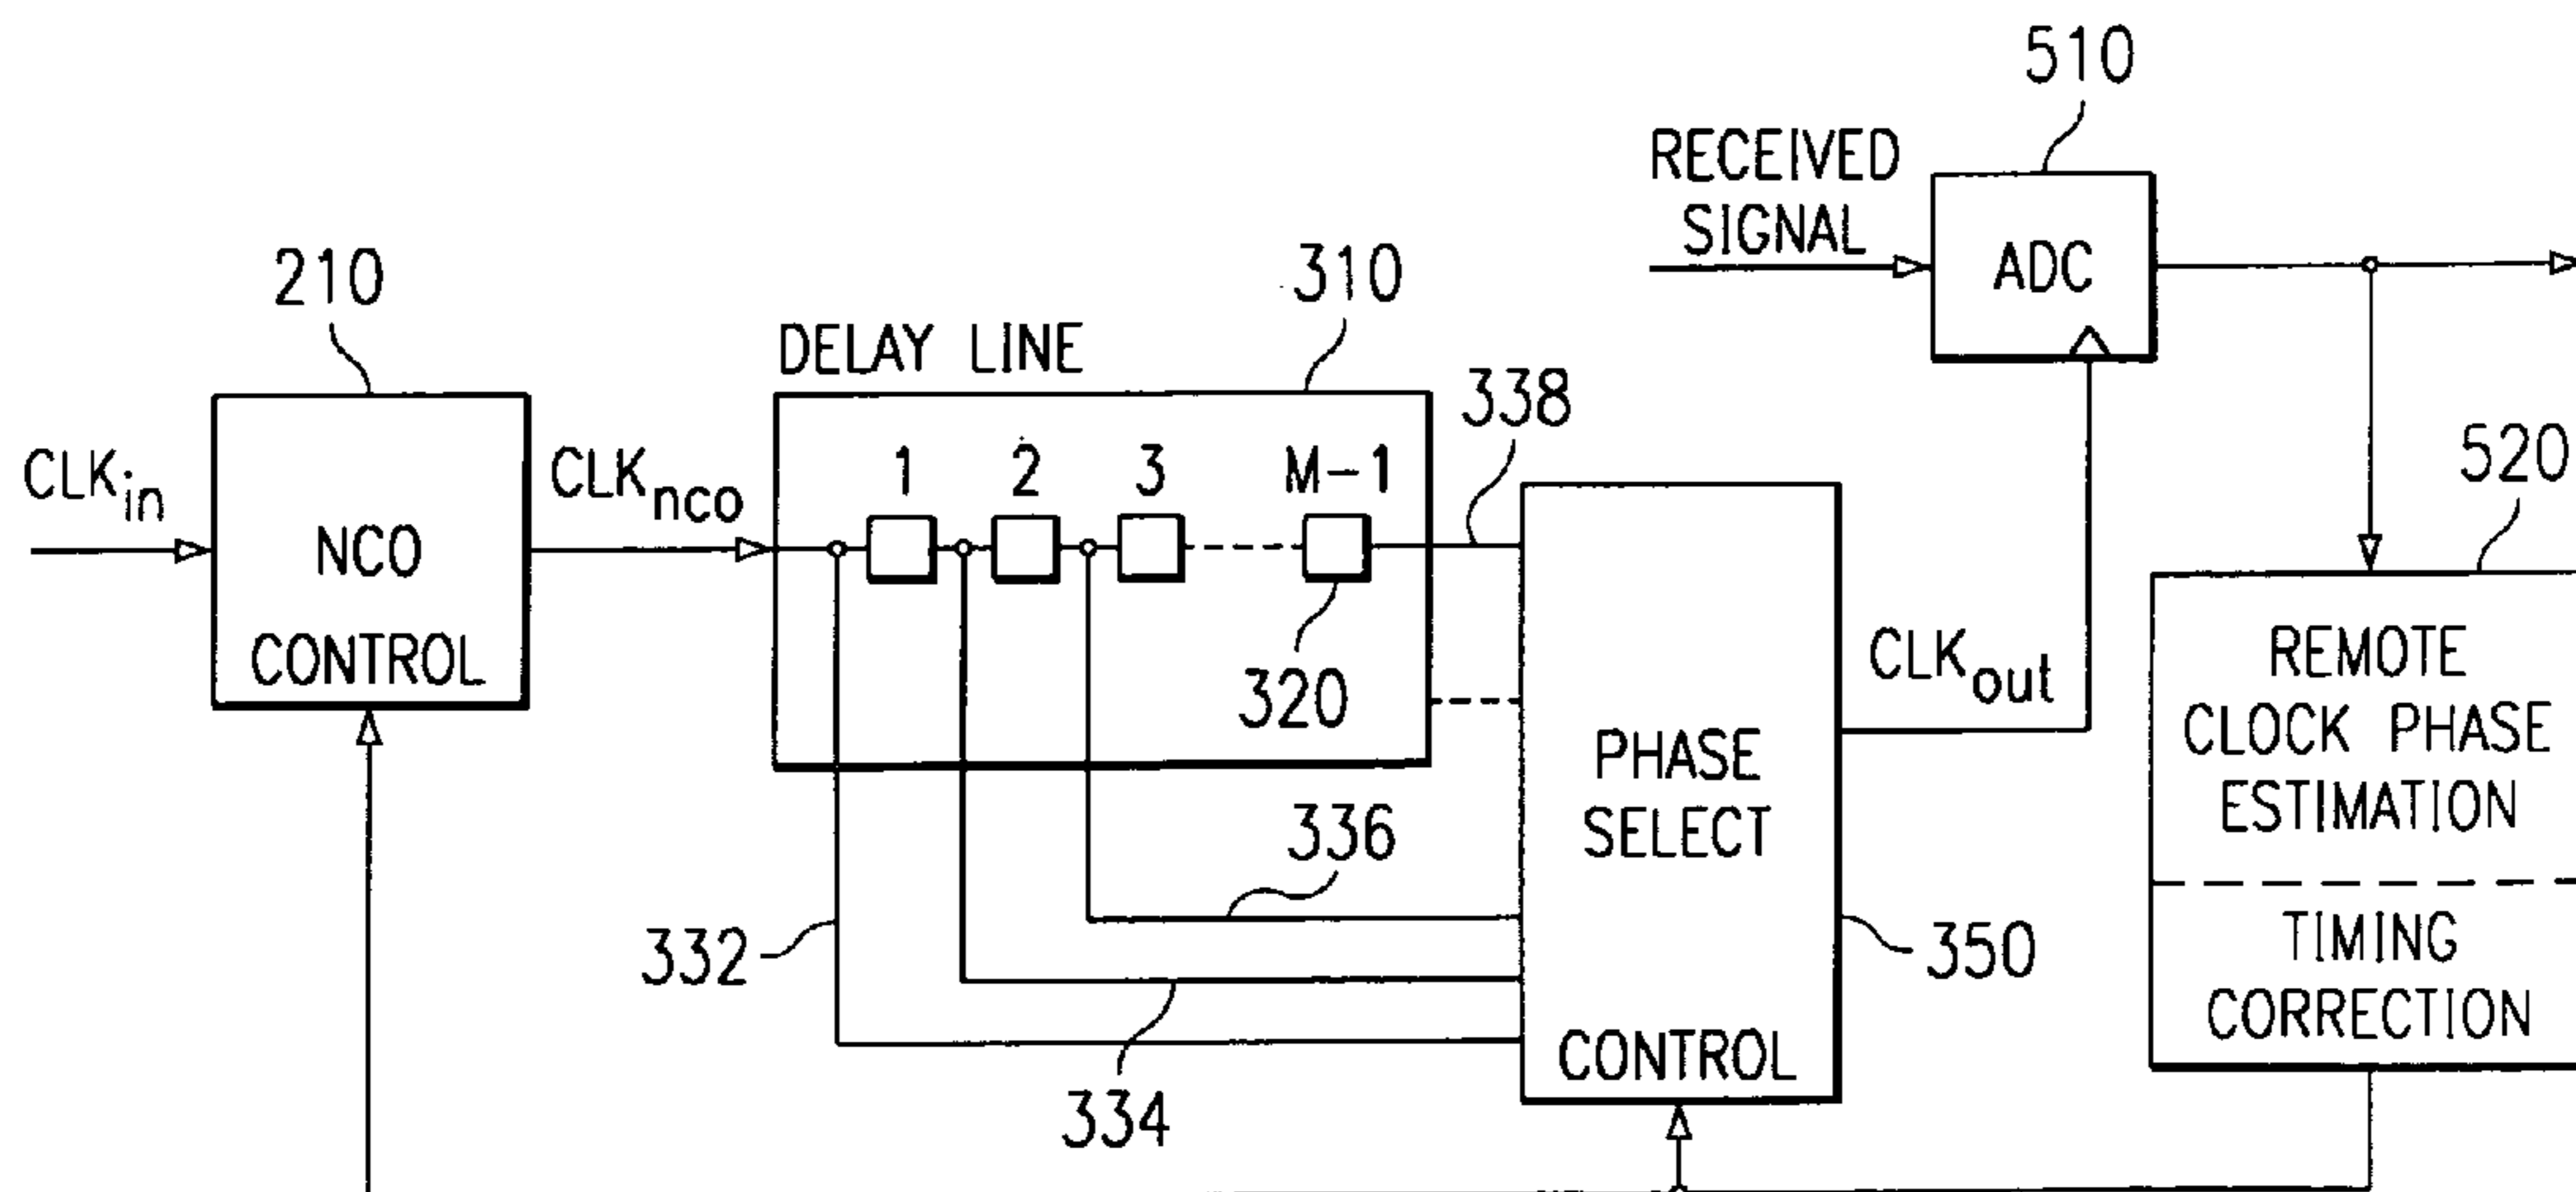 510
RECEIVED
SIGNAL
ADC
210
310
DELAY LINE
338
CLKin
NCO
CONTROL
CLKnco
1 2 3 M-1
320
520
REMOTE
CLOCK PHASE
ESTIMATION
CLKout
PHASE
SELECT
CONTROL
336
332
334
350
TIMING
CORRECTION